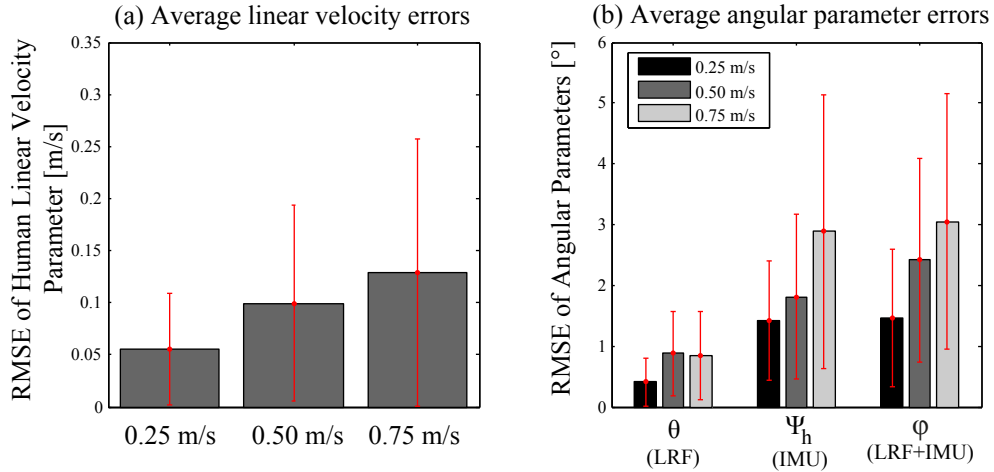 (a) Average linear velocity errors
RMSE of Human Linear Velocity
Parameter [m/s]
0.35
0.3
0.25
0.2
0.15
0.1
0.05
0
0.25 m/s
0.50 m/s
0.75 m/s
(b) Average angular parameter errors
RMSE of Angular Parameters [°]
6
5
4
3
2
1
0
0.25 m/s
0.50 m/s
0.75 m/s
θ
(LRF)
Ψh
(IMU)
φ
(LRF+IMU)